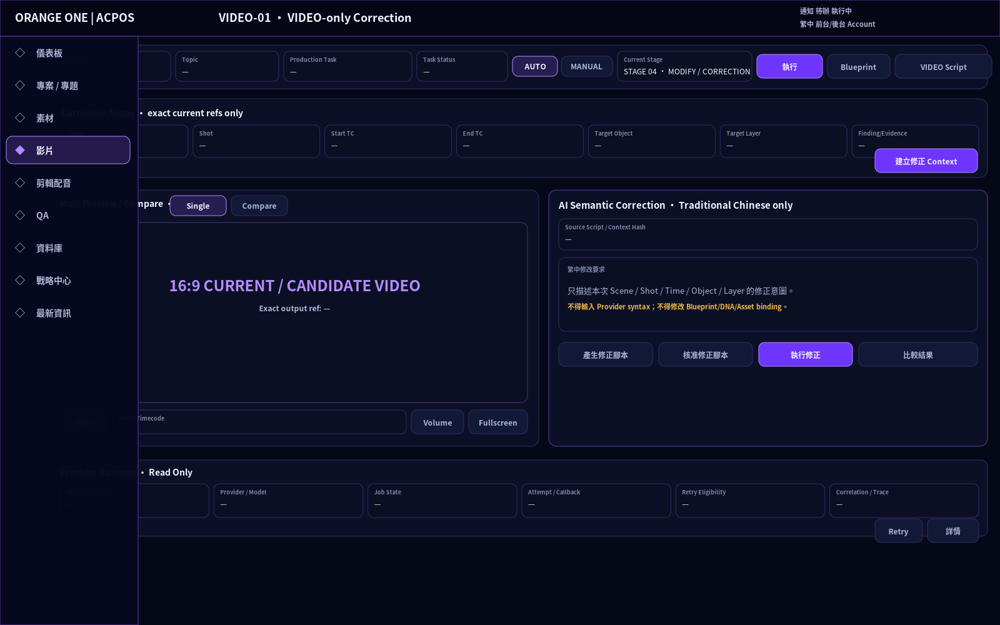 ORANGE ONE | ACPOS
VIDEO-01 · VIDEO-only Correction
通知 待辦 執行中
繁中 前台/後台 Account
儀表板
專案 / 專題
素材
影片
剪輯配音
QA
資料庫
戰略中心
最新資訊
Topic
—
Production Task
—
Task Status
—
AUTO
MANUAL
Current Stage
STAGE 04 · MODIFY / CORRECTION
執行
Blueprint
VIDEO Script
Correction Scope · exact current refs only
Shot
—
Start TC
—
End TC
—
Target Object
—
Target Layer
—
Finding/Evidence
—
建立修正 Context
Main Preview / Compare ·
Single
Compare
16:9 CURRENT / CANDIDATE VIDEO
Exact output ref: —
Play
Timecode
Volume
Fullscreen
AI Semantic Correction · Traditional Chinese only
Source Script / Context Hash
—
繁中修改要求
只描述本次 Scene / Shot / Time / Object / Layer 的修正意圖。
不得輸入 Provider syntax；不得修改 Blueprint/DNA/Asset binding。
產生修正腳本
核准修正腳本
執行修正
比較結果
Provider Runtime · Read Only
Provider / Model
—
Job State
—
Attempt / Callback
—
Retry Eligibility
—
Correlation / Trace
—
Retry
詳情